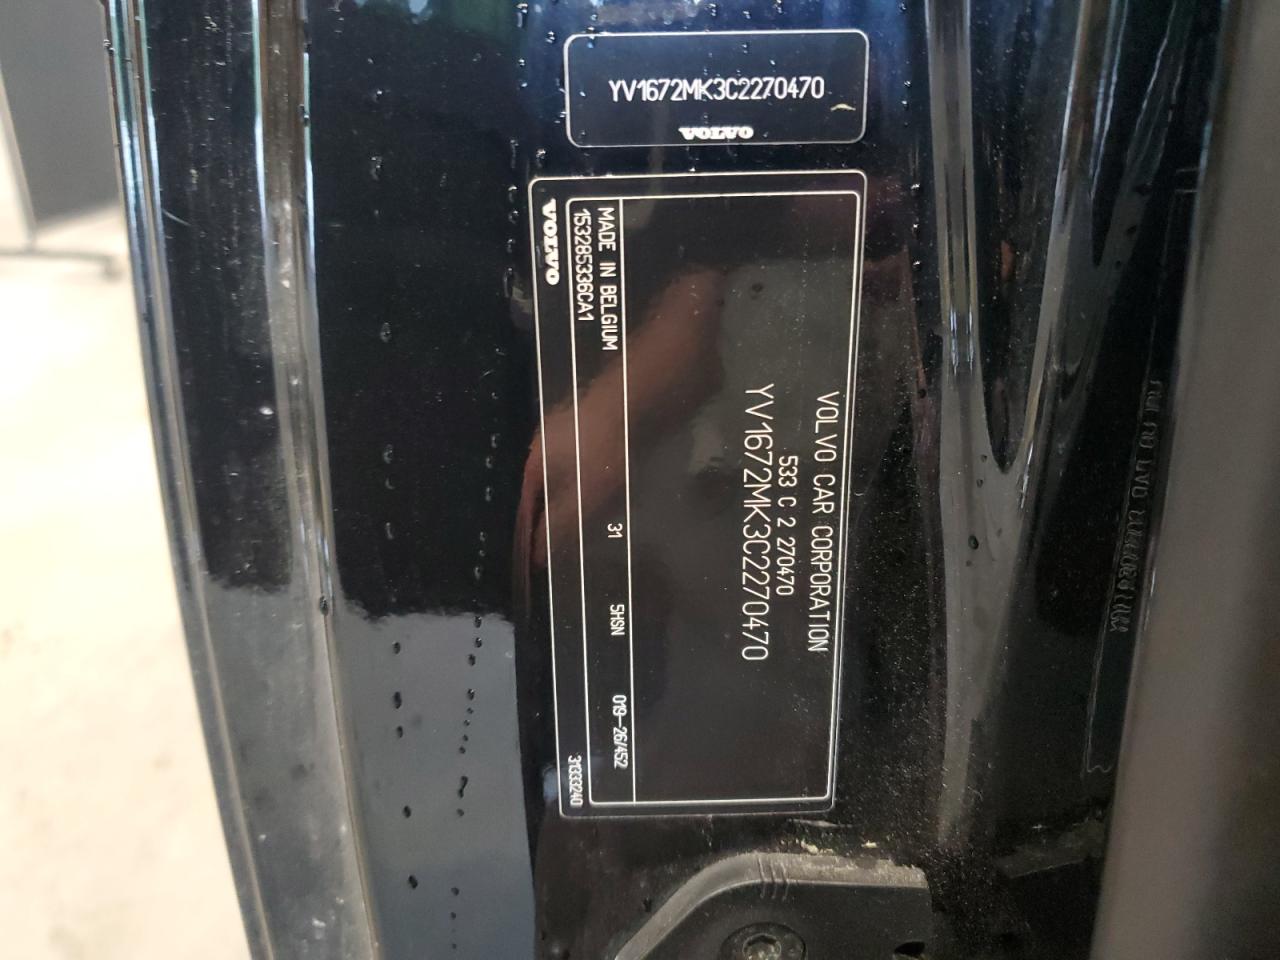 YV1672MK3C2270470
VOLVO
VOLVO CAR CORPORATION
533 C 2 270470
YV1672MK3C2270470
MADE IN BELGIUM 31 5HSN 019-26/452
153285336CA1
31333240
VOLVO